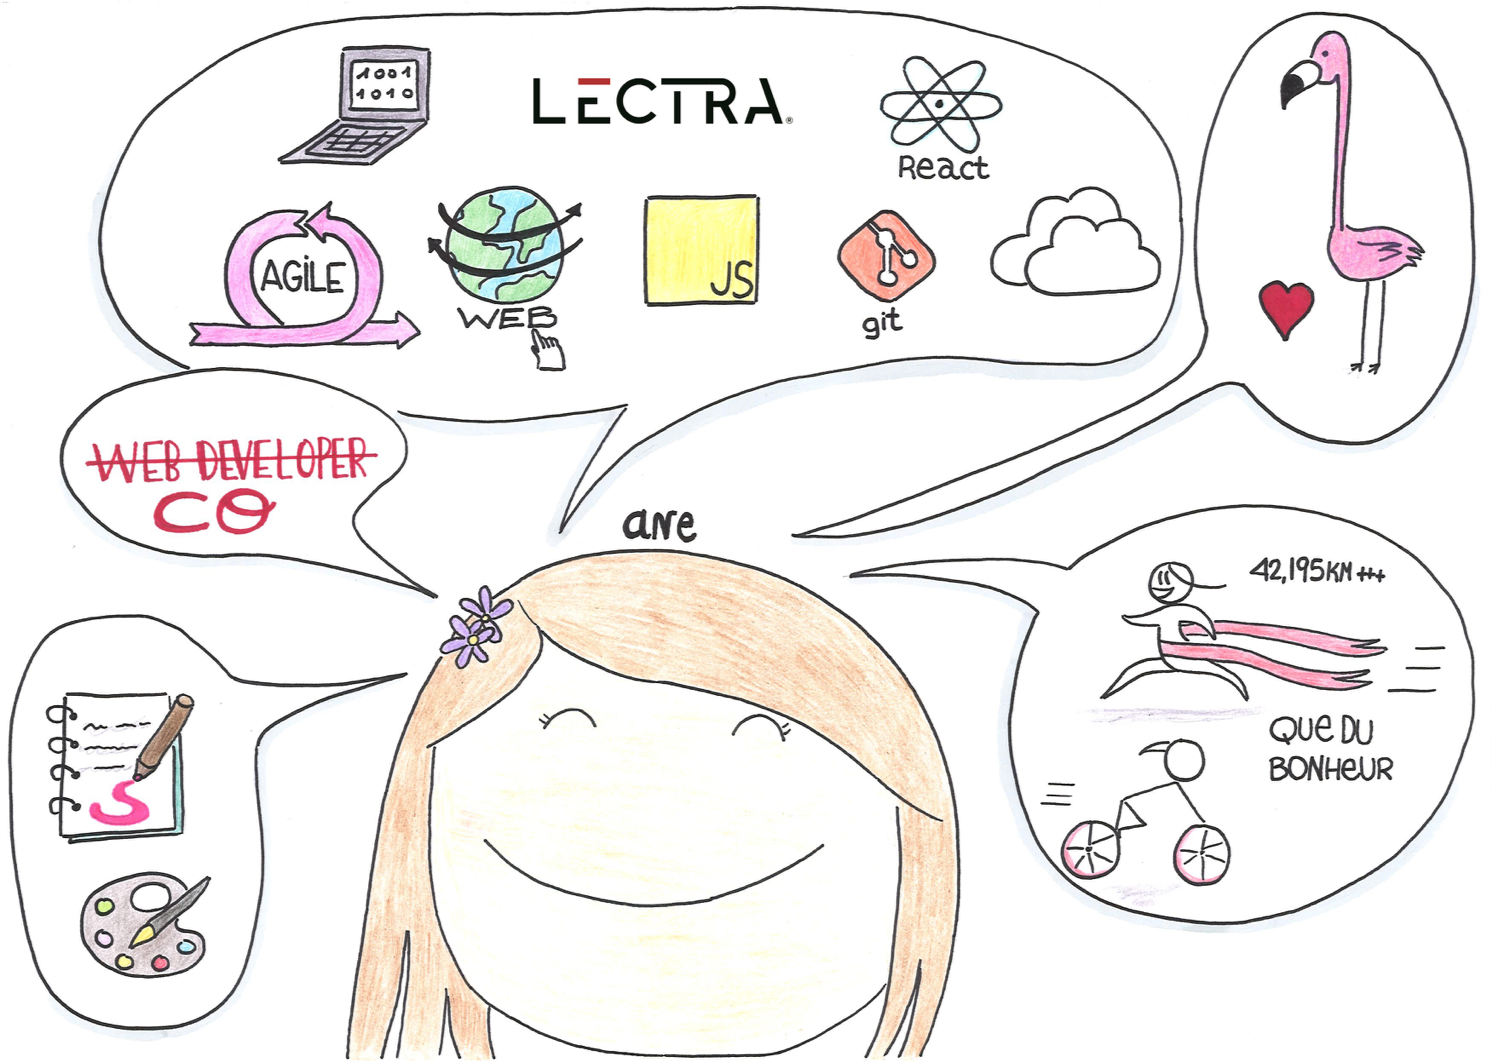 1001
1010
LECTRA®
React
AGiLE
WEB
JS
git
WEB DEVELOPER
CO
ANE
42,195KM +++
QUE DU
BONHEUR
S